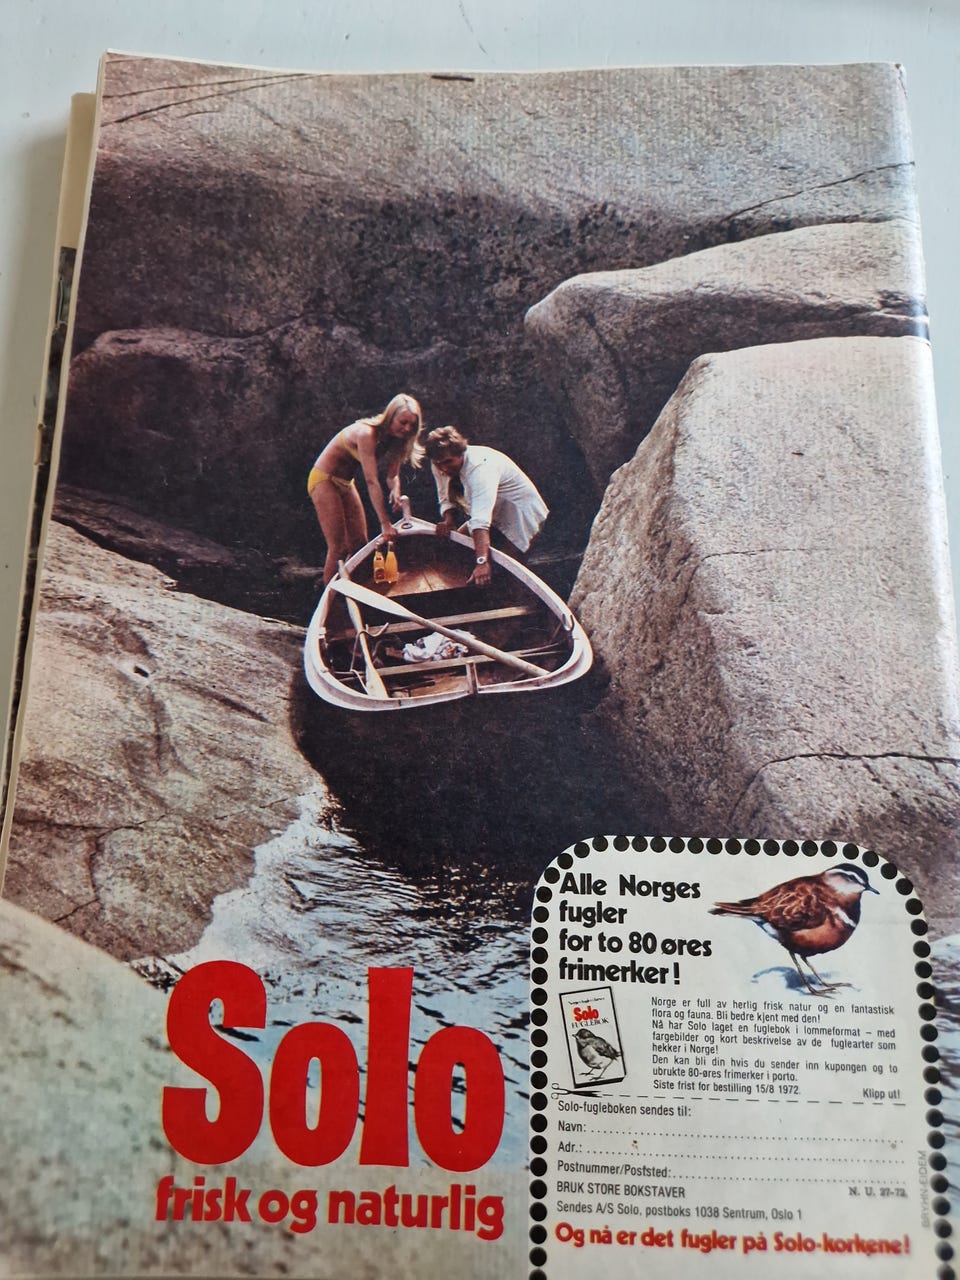 Alle Norges
fugler
for to 80 øres
frimerker!
Solo
FUGLEBOK
Norge er full av herlig frisk natur og en fantastisk
flora og fauna. Bli bedre kjent med den!
Nå har Solo laget en fuglebok i lommeformat – med
fargebilder og kort beskrivelse av de fuglearter som
hekker i Norge!
Den kan bli din hvis du sender inn kupongen og to
ubrukte 80-øres frimerker i porto.
Siste frist for bestilling 15/8 1972.
Klipp ut!
Solo-fugleboken sendes til:
Navn:
Adr.:
Postnummer/Poststed:
BRUK STORE BOKSTAVER
N. U. 27-72.
Sendes A/S Solo, postboks 1038 Sentrum, Oslo 1
Og nå er det fugler på Solo-korkene!
Solo
frisk og naturlig
BRYHN-EIDEM